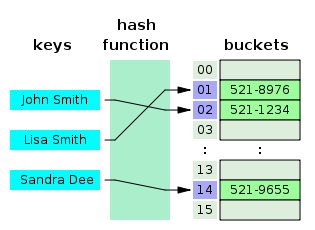 hash
keys function buckets
00
John Smith 01 521-8976
02 521-1234
Lisa Smith 03
: :
13
Sandra Dee 14 521-9655
15